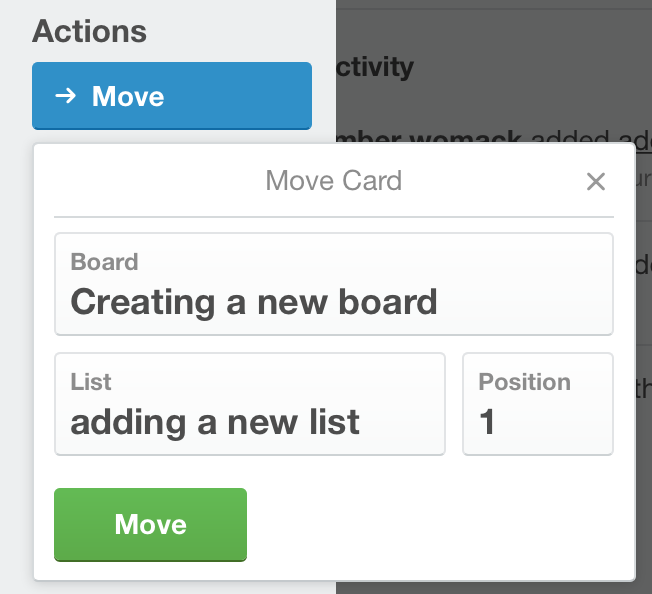 Actions
Move
ctivity
mber womack added
Move Card
Board
Creating a new board
List
adding a new list
Position
1
Move